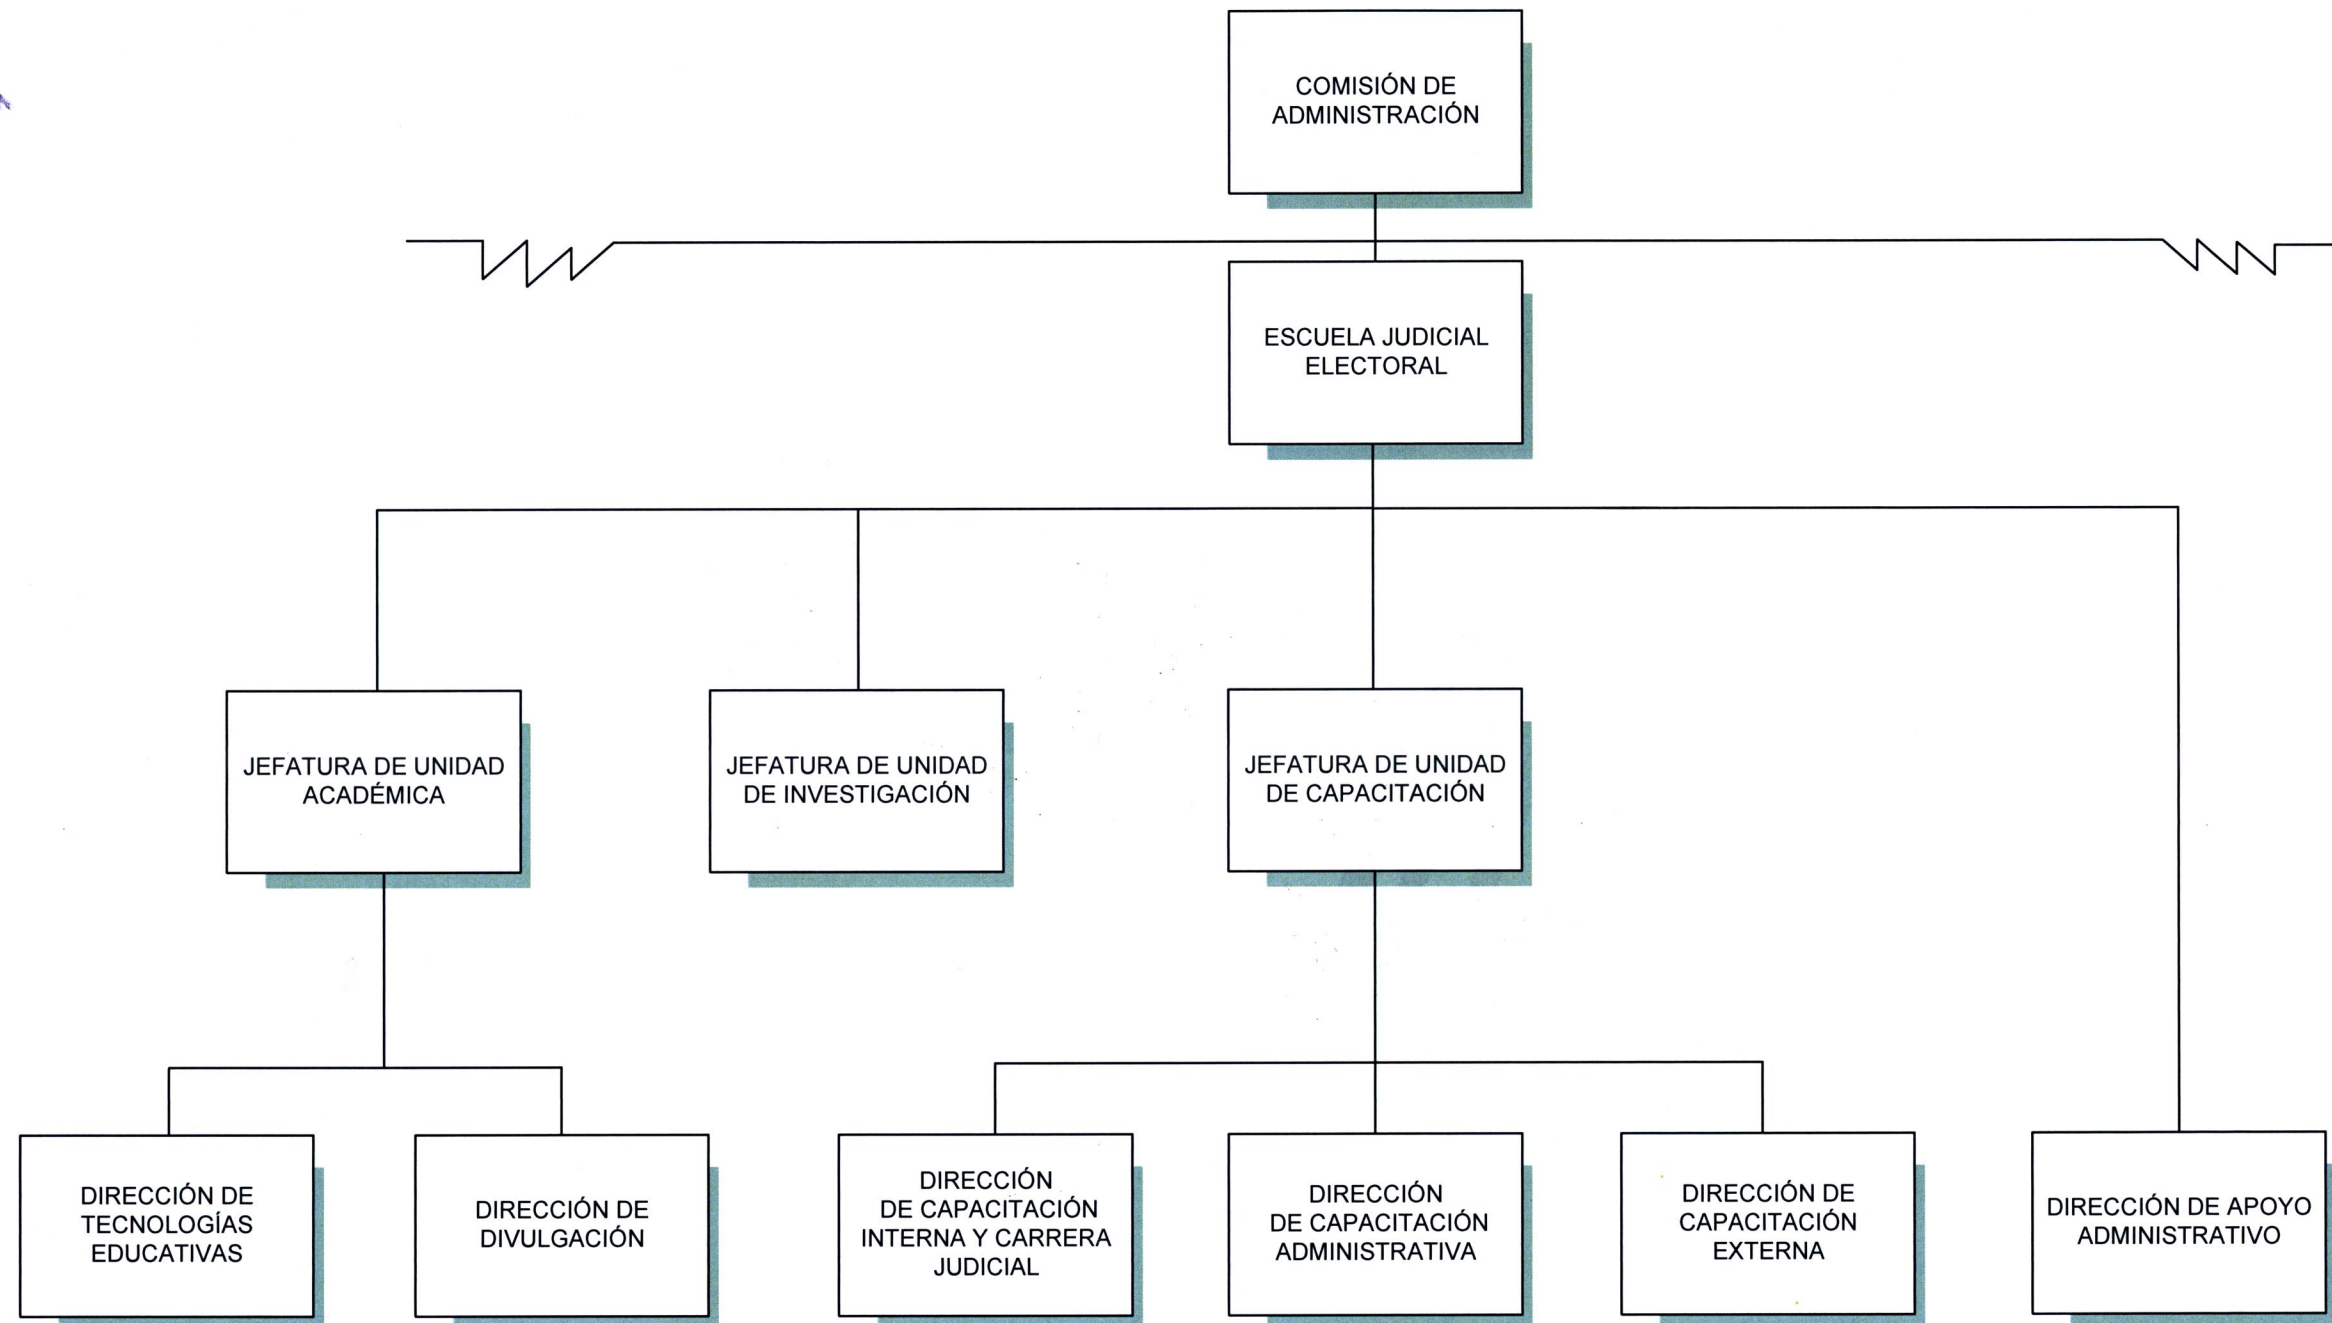 COMISIÓN DE
ADMINISTRACIÓN
ESCUELA JUDICIAL
ELECTORAL
JEFATURA DE UNIDAD
ACADÉMICA
JEFATURA DE UNIDAD
DE INVESTIGACIÓN
JEFATURA DE UNIDAD
DE CAPACITACIÓN
DIRECCIÓN DE
TECNOLOGÍAS
EDUCATIVAS
DIRECCIÓN DE
DIVULGACIÓN
DIRECCIÓN
DE CAPACITACIÓN
INTERNA Y CARRERA
JUDICIAL
DIRECCIÓN
DE CAPACITACIÓN
ADMINISTRATIVA
DIRECCIÓN DE
CAPACITACIÓN
EXTERNA
DIRECCIÓN DE APOYO
ADMINISTRATIVO